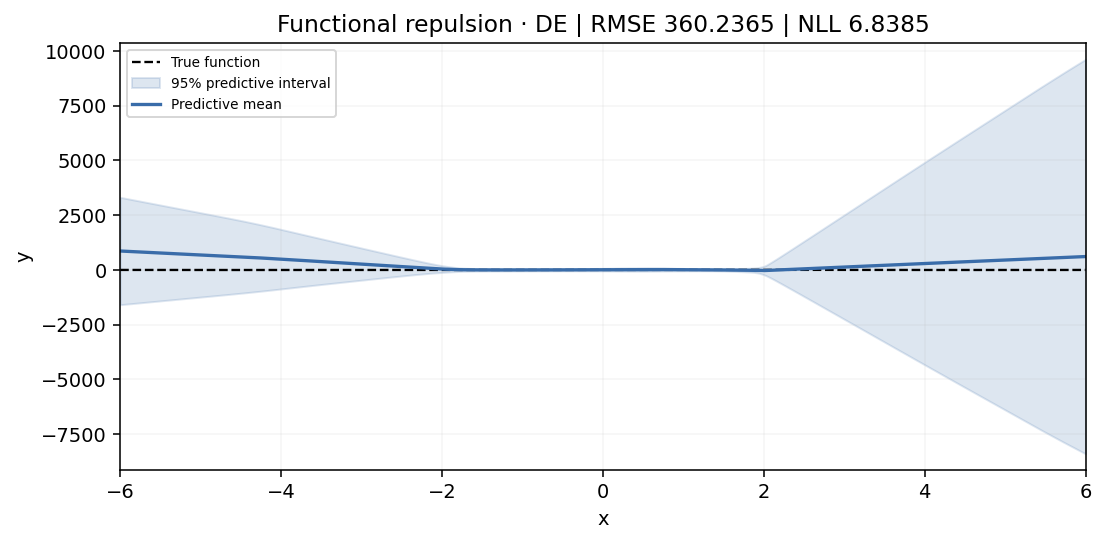 Functional repulsion · DE | RMSE 360.2365 | NLL 6.8385
True function
95% predictive interval
Predictive mean
10000
7500
5000
2500
0
−2500
−5000
−7500
y
−6
−4
−2
0
2
4
6
x